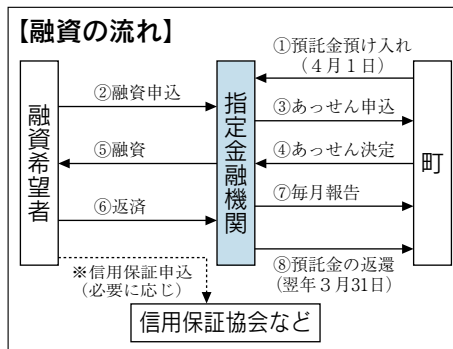 【融資の流れ】
①預託金預け入れ
（４月１日）
②融資申込
③あっせん申込
融資希望者
指定金融機関
町
⑤融資
④あっせん決定
⑥返済
⑦毎月報告
※信用保証申込
（必要に応じ）
⑧預託金の返還
（翌年３月31日）
信用保証協会など